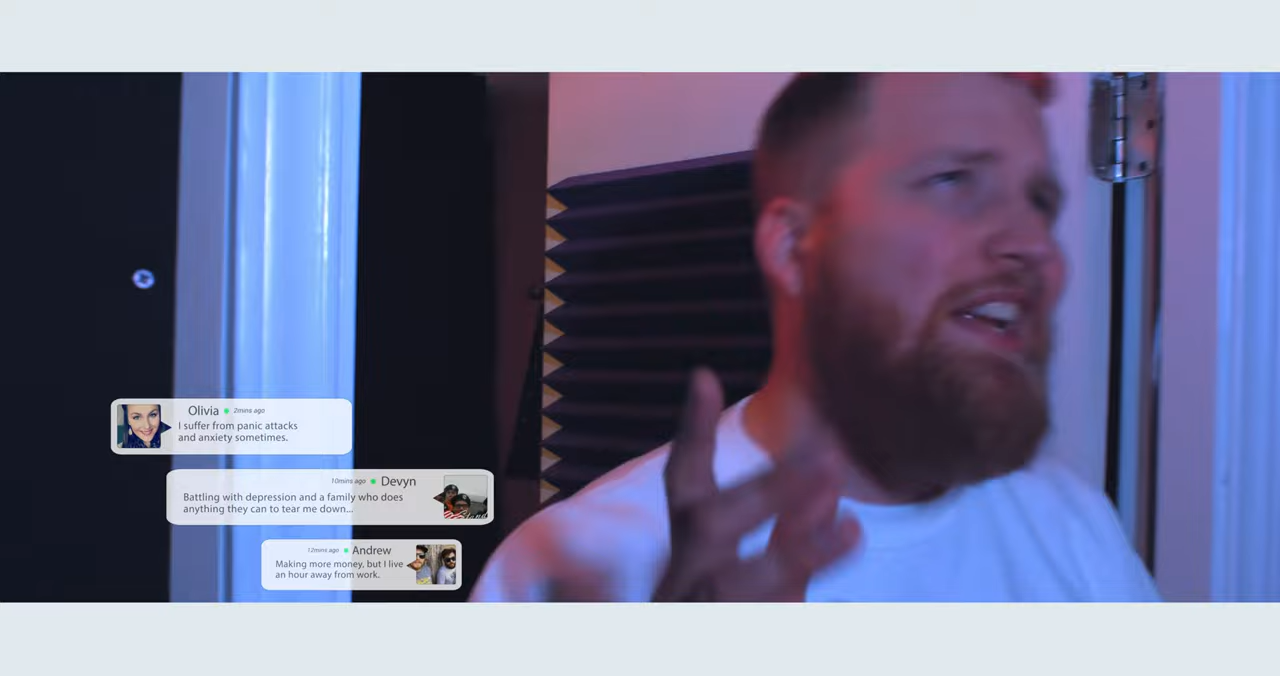 Olivia 2mins ago
I suffer from panic attacks
and anxiety sometimes.
10mins ago Devyn
Battling with depression and a family who does
anything they can to tear me down...
12mins ago Andrew
Making more money, but I live
an hour away from work.